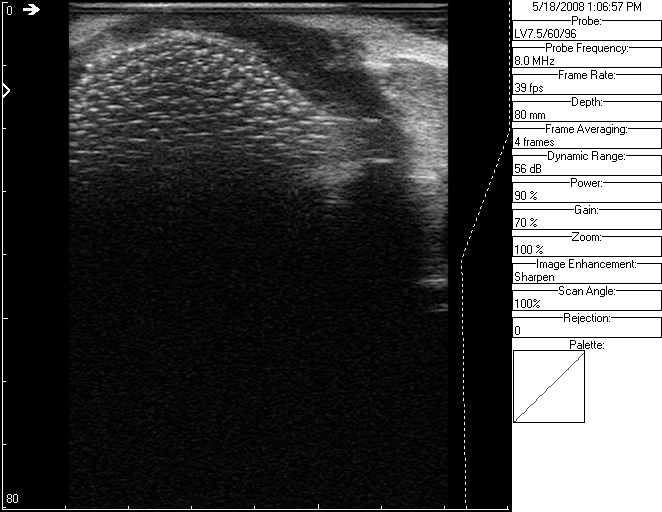 0
80
5/18/2008 1:06:57 PM
Probe:
LV7.5/60/96
Probe Frequency:
8.0 MHz
Frame Rate:
39 fps
Depth:
80 mm
Frame Averaging:
4 frames
Dynamic Range:
56 dB
Power:
90 %
Gain:
70 %
Zoom:
100 %
Image Enhancement:
Sharpen
Scan Angle:
100%
Rejection:
0
Palette: